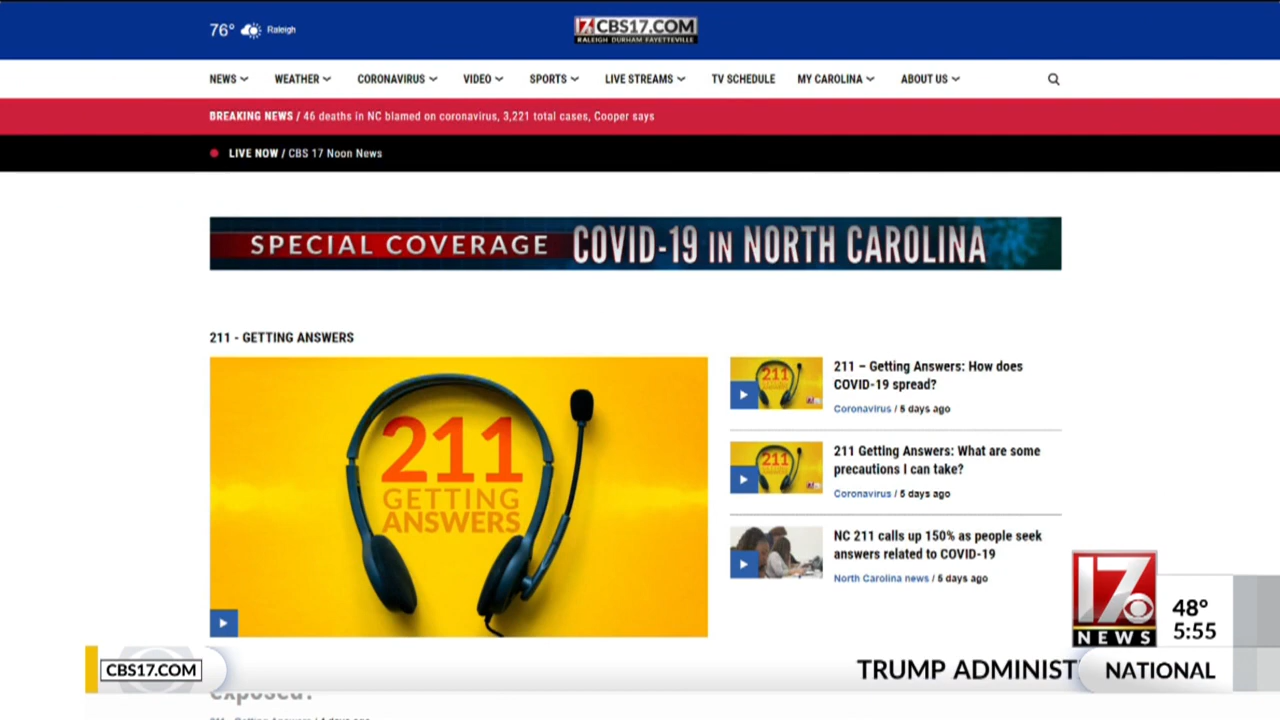 76° Raleigh
17 CBS17.COM
RALEIGH DURHAM FAYETTEVILLE
NEWS WEATHER CORONAVIRUS VIDEO SPORTS LIVE STREAMS TV SCHEDULE MY CAROLINA ABOUT US
BREAKING NEWS / 46 deaths in NC blamed on coronavirus, 3,221 total cases, Cooper says
LIVE NOW / CBS 17 Noon News
SPECIAL COVERAGE COVID-19 IN NORTH CAROLINA
211 - GETTING ANSWERS
211
GETTING
ANSWERS
211
211 – Getting Answers: How does
COVID-19 spread?
Coronavirus / 5 days ago
211
211 Getting Answers: What are some
precautions I can take?
Coronavirus / 5 days ago
NC 211 calls up 150% as people seek
answers related to COVID-19
North Carolina news / 5 days ago
17
NEWS
48°
5:55
CBS17.COM
TRUMP ADMINIST
NATIONAL
exposed?